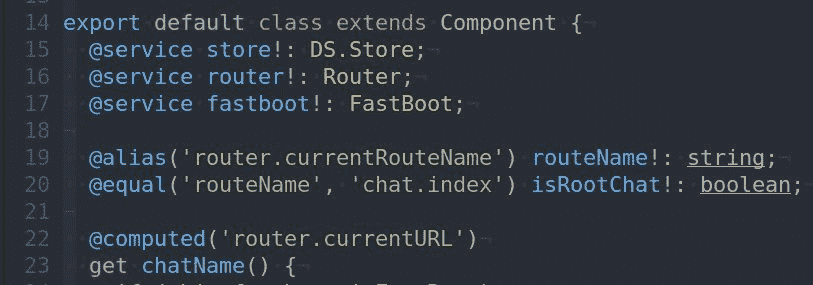 14 export default class extends Component {
15 @service store!: DS.Store;¬
16 @service router!: Router;¬
17 @service fastboot!: FastBoot;¬
18 ¬
19 @alias('router.currentRouteName') routeName!: string;¬
20 @equal('routeName', 'chat.index') isRootChat!: boolean;¬
21 ¬
22 @computed('router.currentURL')¬
23 get chatName() {¬